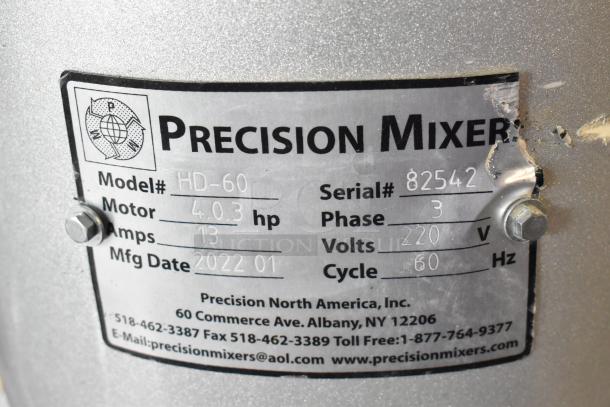 P
M M
PRECISION MIXER
Model# HD-60 Serial# 82542
Motor 4.0.3 hp Phase 3
Amps 13 Volts 220 V
Mfg Date 2022 01 Cycle 60 Hz
Precision North America, Inc.
60 Commerce Ave. Albany, NY 12206
518-462-3387 Fax 518-462-3389 Toll Free:1-877-764-9377
E-Mail:precisionmixers@aol.com www.precisionmixers.com